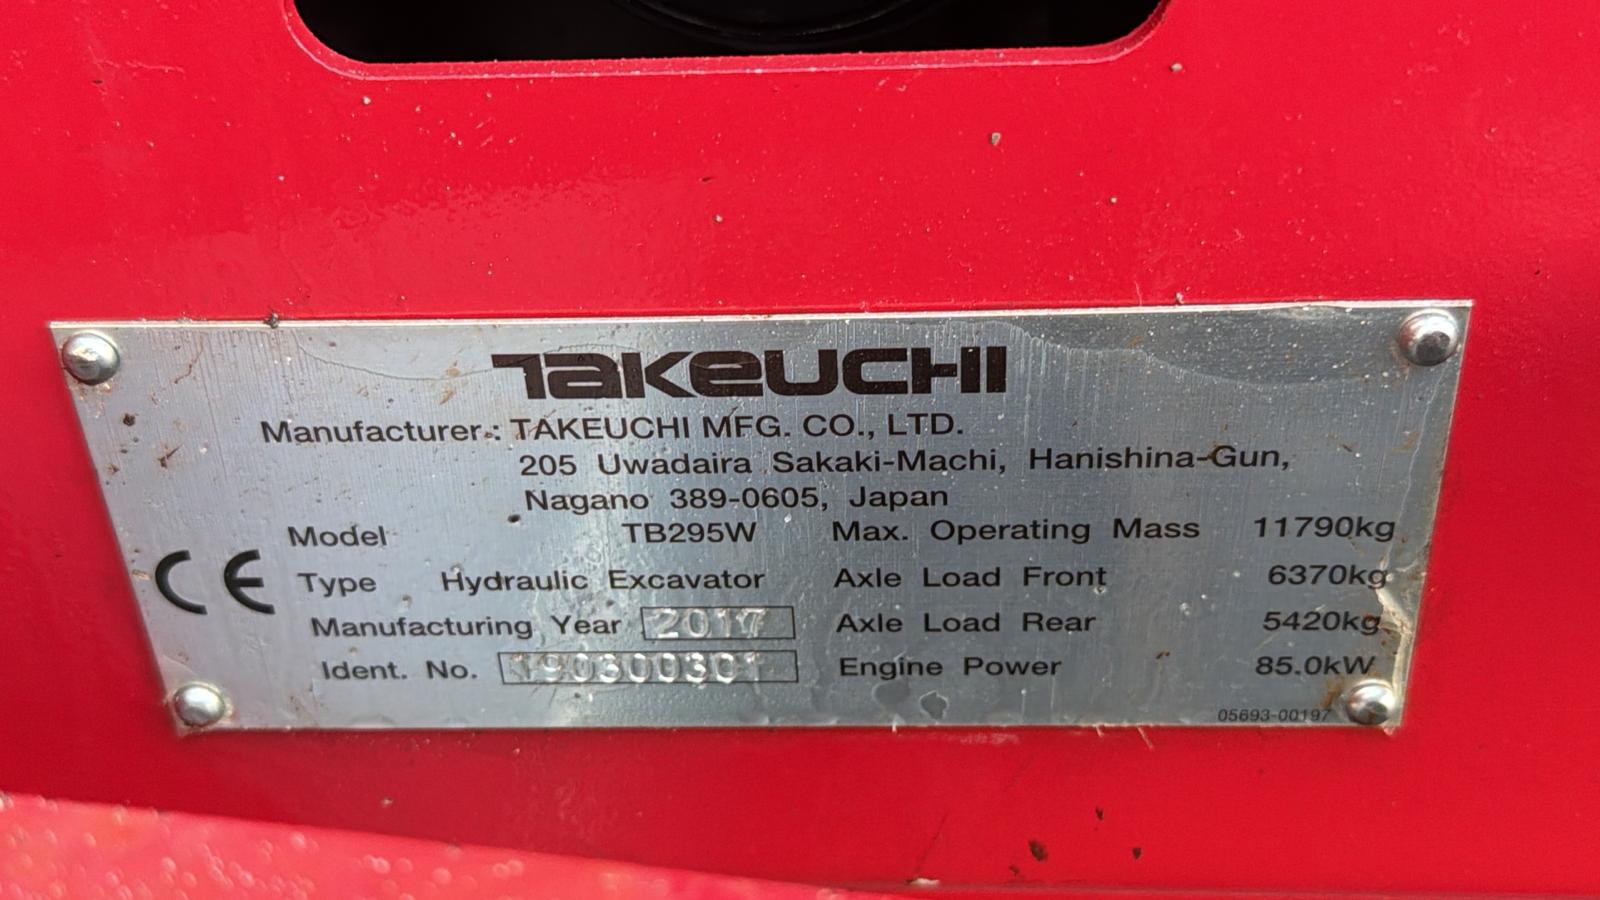 TAKEUCHI
Manufacturer.: TAKEUCHI MFG. CO., LTD.
205 Uwadaira Sakaki-Machi, Hanishina-Gun,
Nagano 389-0605, Japan
Model TB295W Max. Operating Mass 11790kg
CE Type Hydraulic Excavator Axle Load Front 6370kg
Manufacturing Year 2017 Axle Load Rear 5420kg
Ident. No. 190300301 Engine Power 85.0kW
05693-00197